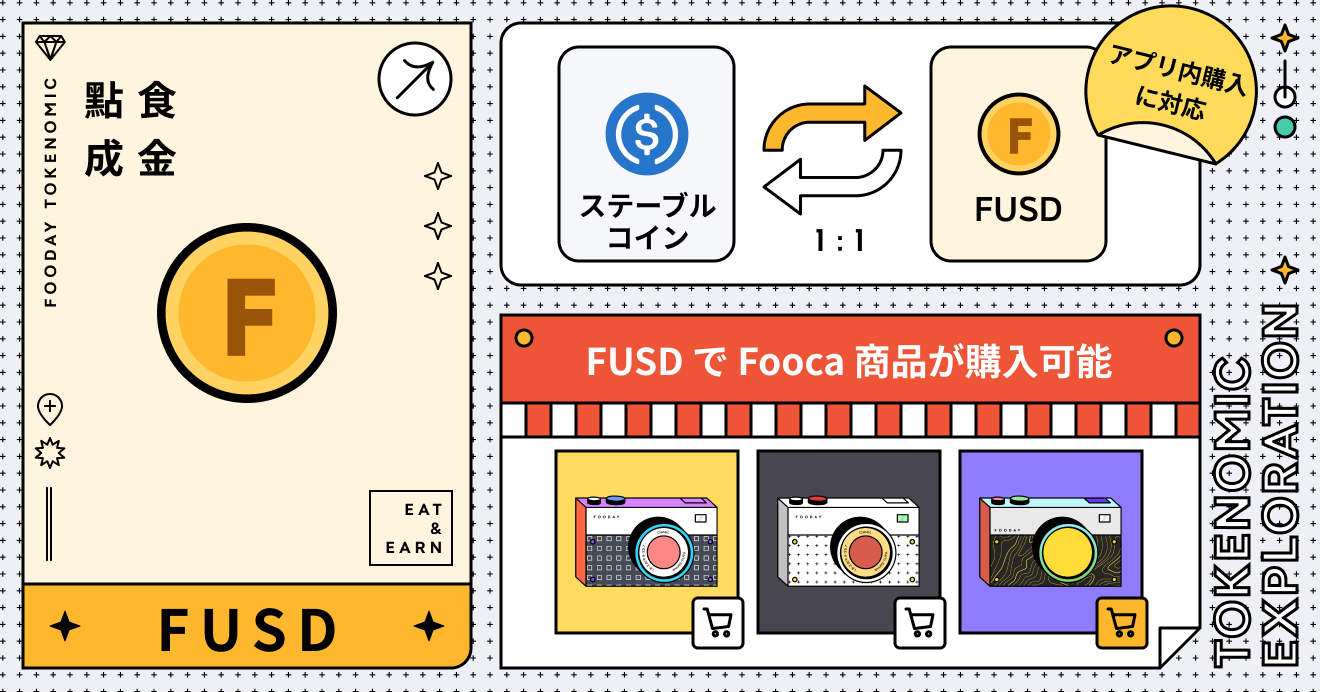 FOODAY TOKENOMIC
點食
成金
F
EAT
&
EARN
FUSD
$
ステーブル
コイン
1 : 1
F
FUSD
アプリ内購入
に対応
FUSD で Fooca 商品が購入可能
FOODAY
FOODAY
FOODAY
TOKENOMIC
EXPLORATION